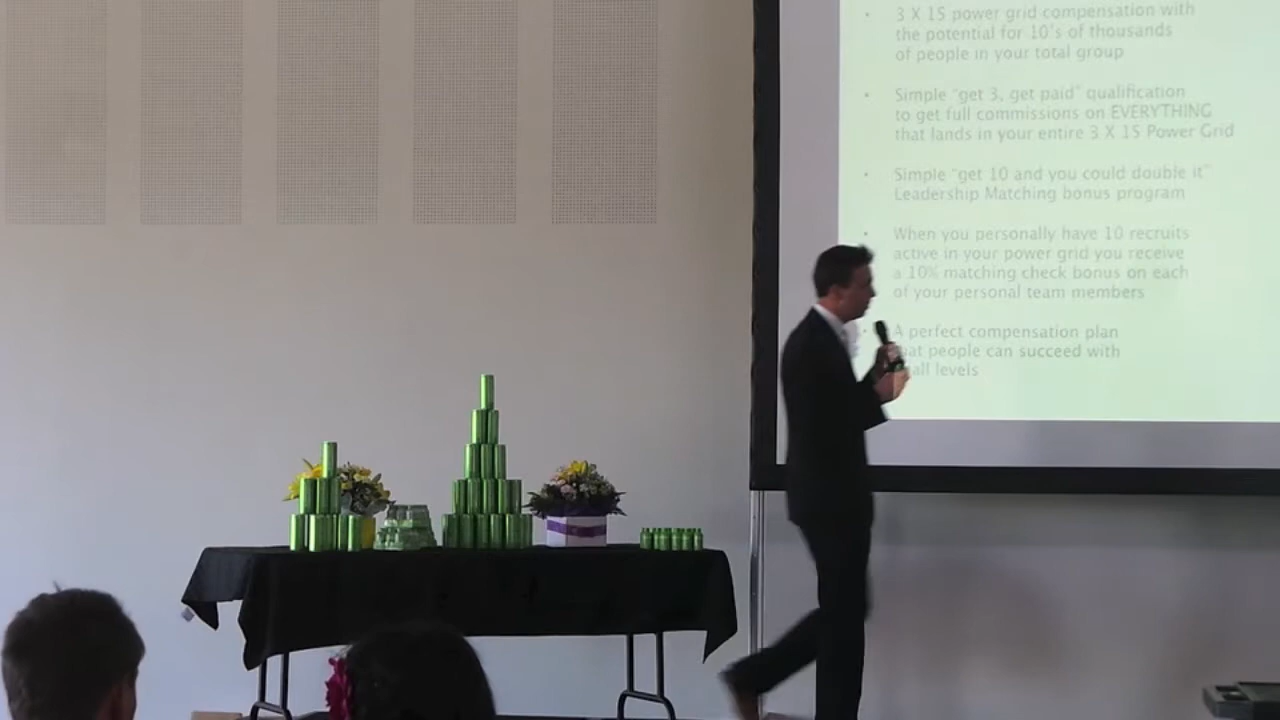 3 X 15 power grid compensation with
the potential for 10's of thousands
of people in your total group
Simple "get 3, get paid" qualification
to get full commissions on EVERYTHING
that lands in your entire 3 X 15 Power Grid
Simple "get 10 and you could double it"
Leadership Matching bonus program
When you personally have 10 recruits
active in your power grid you receive
a 10% matching check bonus on each
of your personal team members
A perfect compensation plan
people can succeed with
levels